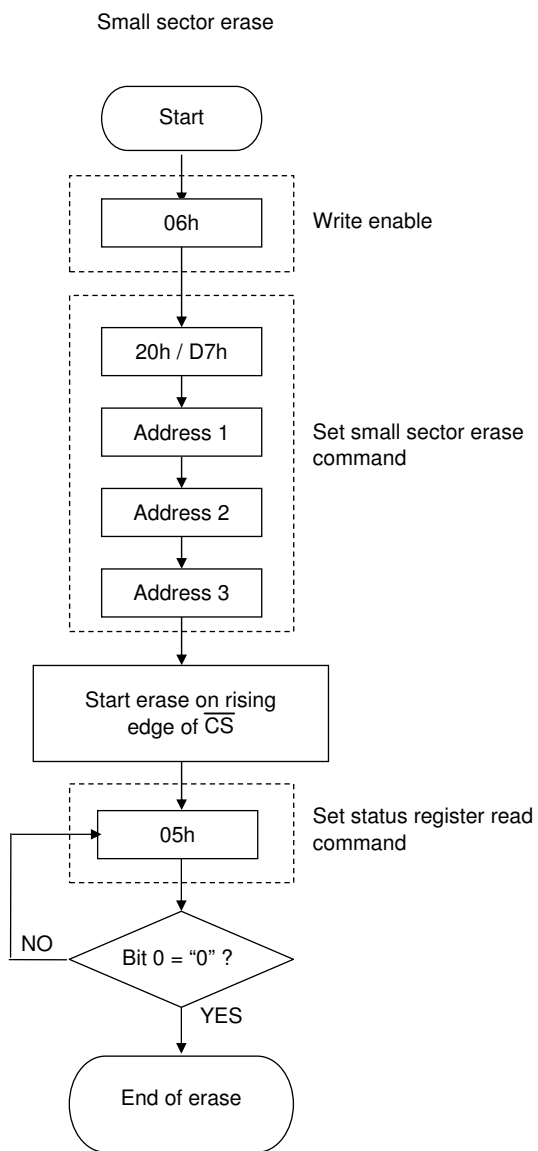 Small sector erase
Start
06h
Write enable
20h / D7h
Address 1
Set small sector erase
command
Address 2
Address 3
Start erase on rising
edge of C̅S̅
05h
Set status register read
command
NO
Bit 0 = “0” ?
YES
End of erase